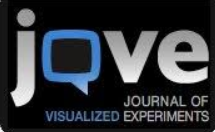 jove
JOURNAL OF
VISUALIZED EXPERIMENTS